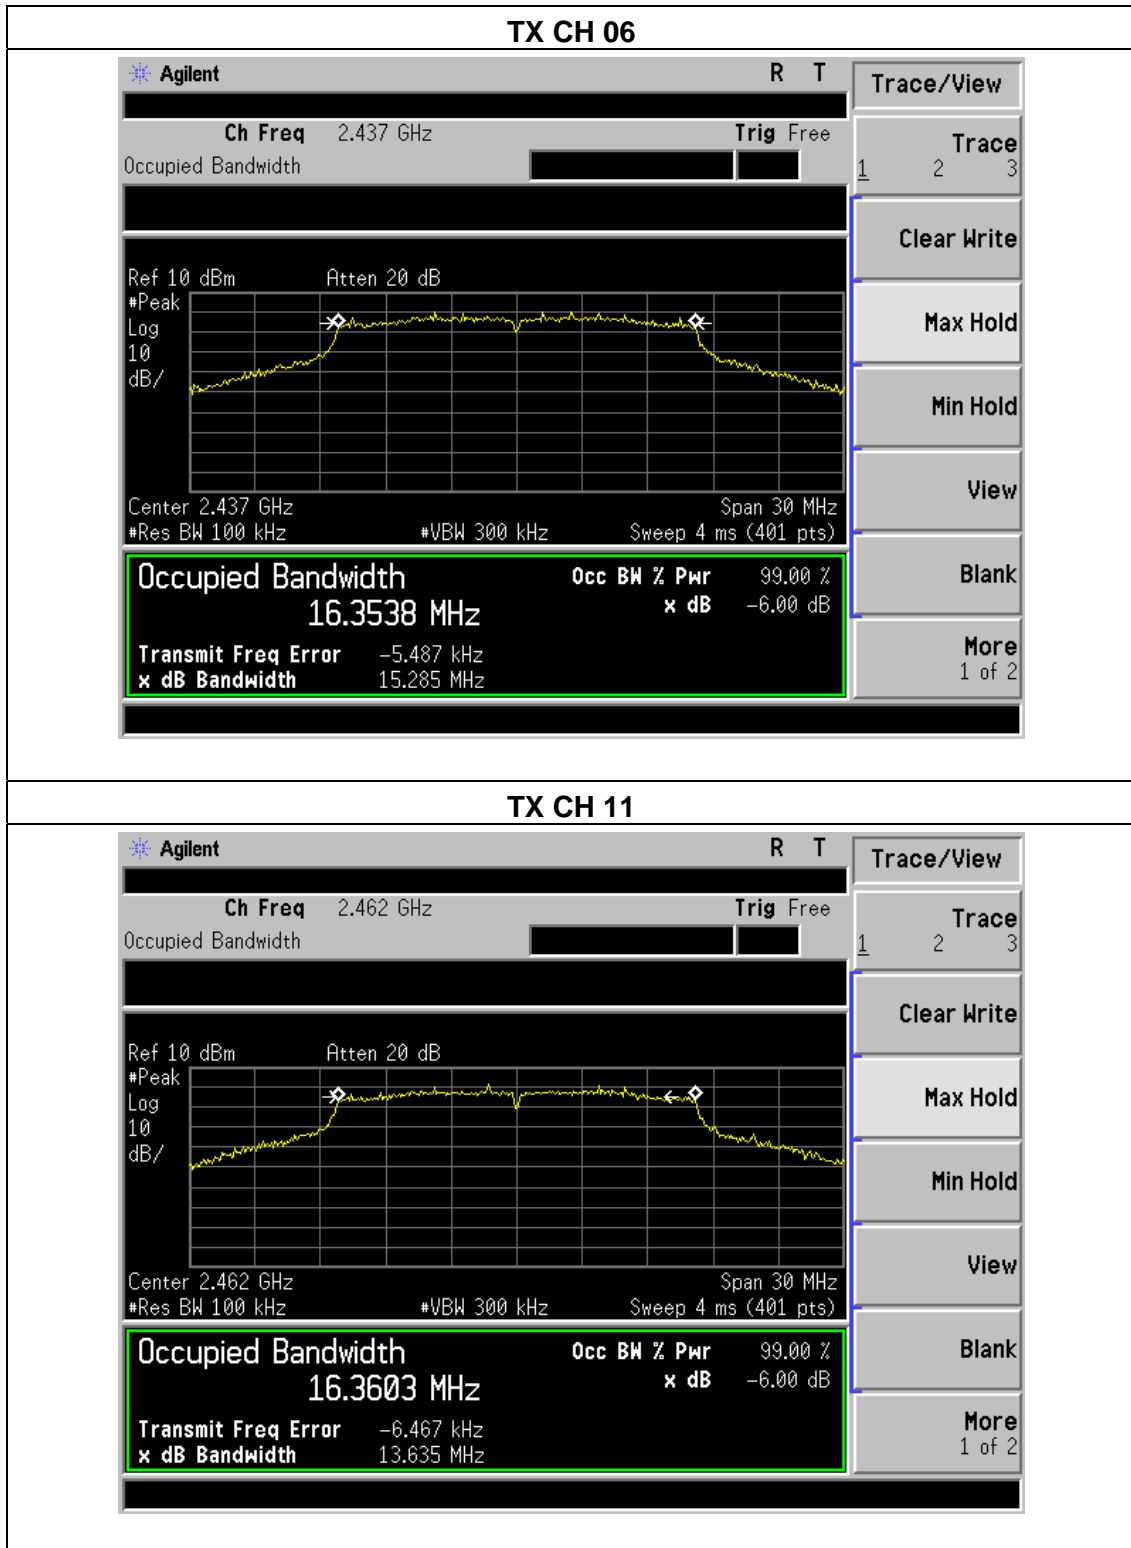 TX CH 06
Agilent R T
Trace/View
Ch Freq 2.437 GHz Trig Free
Occupied Bandwidth
Trace
1 2 3
Clear Write
Ref 10 dBm Atten 20 dB
#Peak
Log
10
dB/
Max Hold
Min Hold
View
Center 2.437 GHz Span 30 MHz
#Res BW 100 kHz #VBW 300 kHz Sweep 4 ms (401 pts)
Occupied Bandwidth Occ BW % Pwr 99.00 %
16.3538 MHz x dB -6.00 dB
Blank
Transmit Freq Error -5.487 kHz
x dB Bandwidth 15.285 MHz
More
1 of 2
TX CH 11
Agilent R T
Trace/View
Ch Freq 2.462 GHz Trig Free
Occupied Bandwidth
Trace
1 2 3
Clear Write
Ref 10 dBm Atten 20 dB
#Peak
Log
10
dB/
Max Hold
Min Hold
View
Center 2.462 GHz Span 30 MHz
#Res BW 100 kHz #VBW 300 kHz Sweep 4 ms (401 pts)
Occupied Bandwidth Occ BW % Pwr 99.00 %
16.3603 MHz x dB -6.00 dB
Blank
Transmit Freq Error -6.467 kHz
x dB Bandwidth 13.635 MHz
More
1 of 2